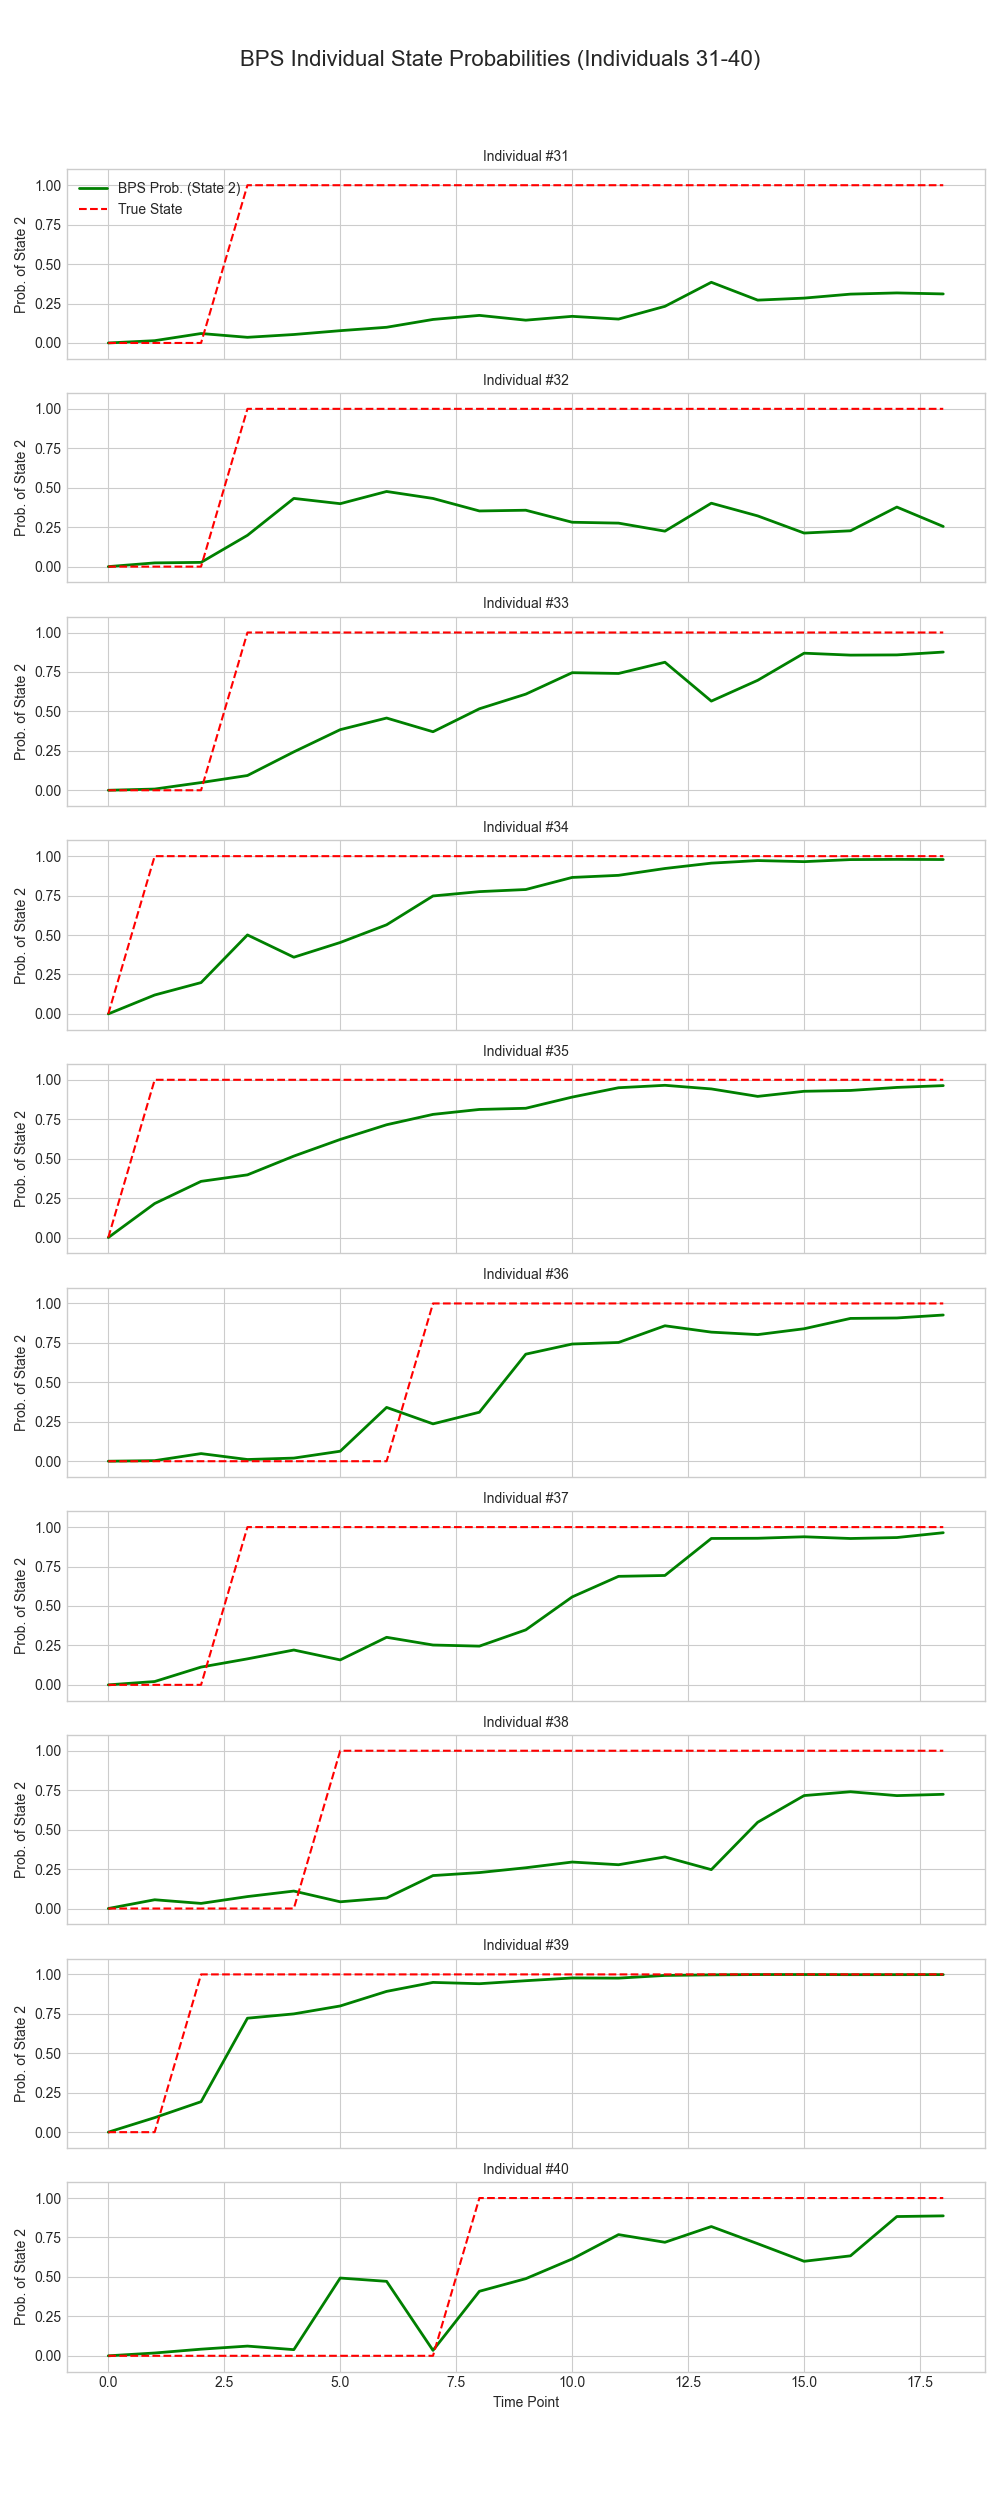 BPS Individual State Probabilities (Individuals 31-40)
Individual #31
BPS Prob. (State 2)
True State
Prob. of State 2
1.00
0.75
0.50
0.25
0.00
Individual #32
Prob. of State 2
1.00
0.75
0.50
0.25
0.00
Individual #33
Prob. of State 2
1.00
0.75
0.50
0.25
0.00
Individual #34
Prob. of State 2
1.00
0.75
0.50
0.25
0.00
Individual #35
Prob. of State 2
1.00
0.75
0.50
0.25
0.00
Individual #36
Prob. of State 2
1.00
0.75
0.50
0.25
0.00
Individual #37
Prob. of State 2
1.00
0.75
0.50
0.25
0.00
Individual #38
Prob. of State 2
1.00
0.75
0.50
0.25
0.00
Individual #39
Prob. of State 2
1.00
0.75
0.50
0.25
0.00
Individual #40
Prob. of State 2
1.00
0.75
0.50
0.25
0.00
0.0 2.5 5.0 7.5 10.0 12.5 15.0 17.5
Time Point